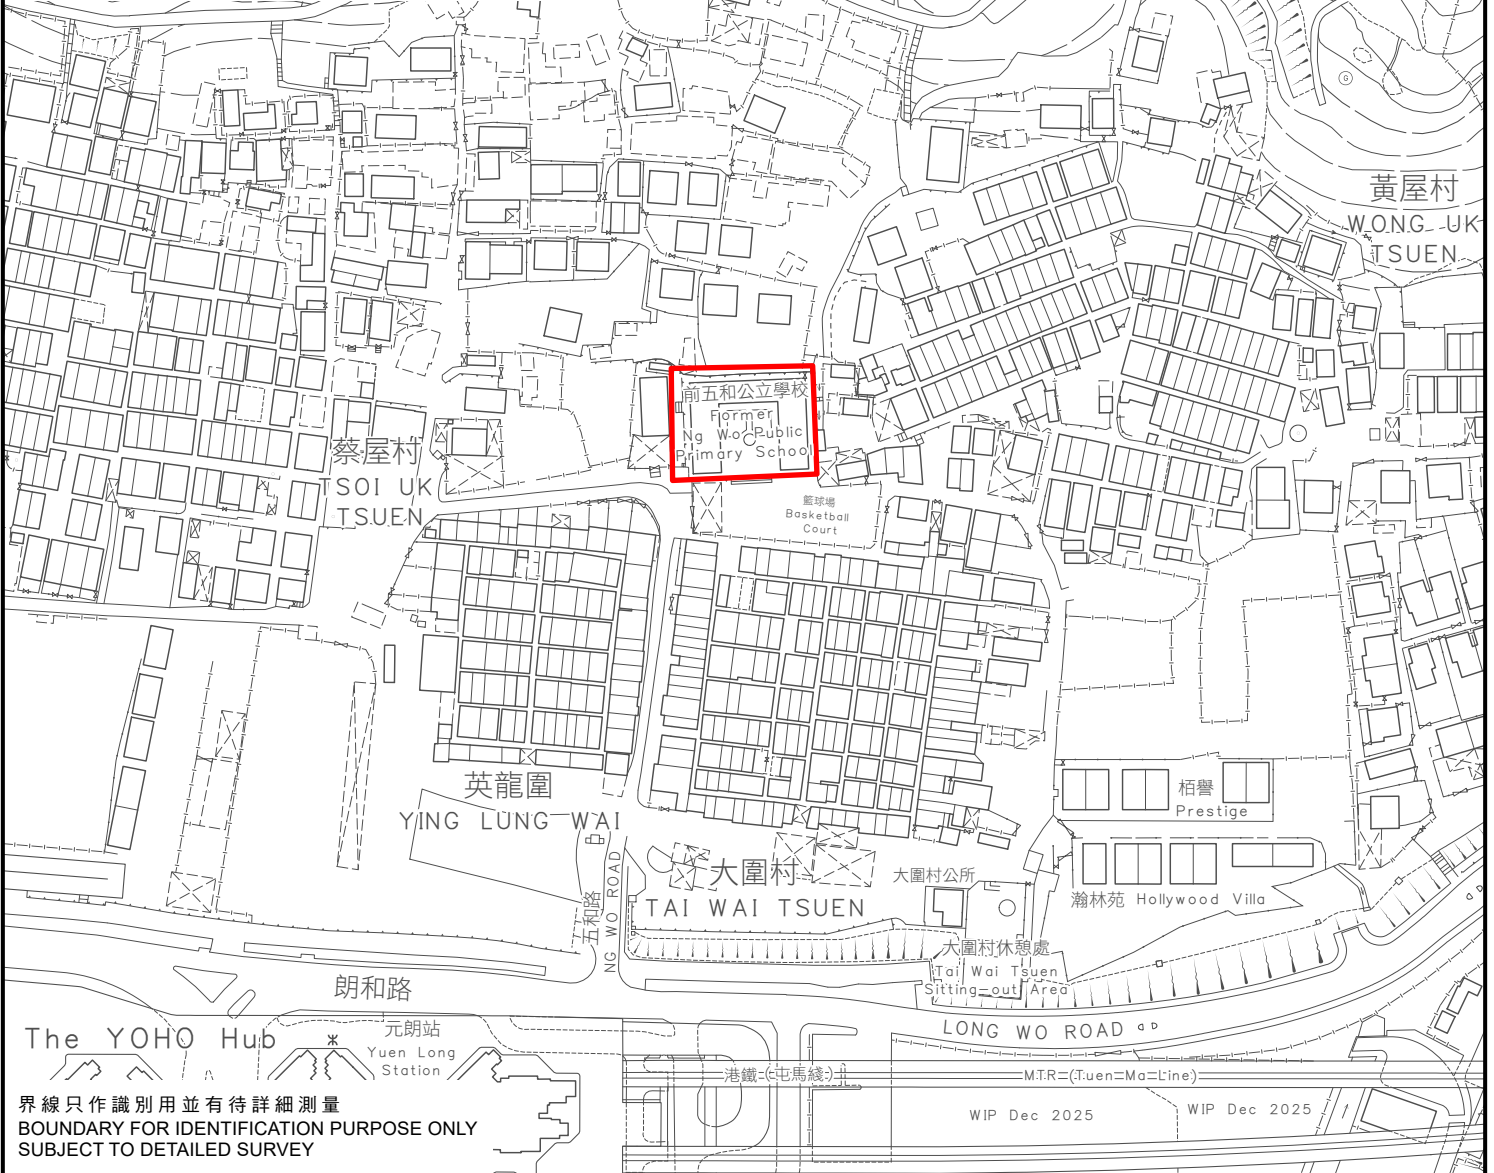 黃屋村
WONG UK
TSUEN
前五和公立學校
Former
Ng Wo Public
Primary School
蔡屋村
TSOI UK
TSUEN
籃球場
Basketball
Court
英龍圍
YING LUNG WAI
栢譽
Prestige
大圍村
TAI WAI TSUEN
大圍村公所
瀚林苑 Hollywood Villa
五和路
NG WO ROAD
大圍村休憩處
Tai Wai Tsuen
Sitting-out Area
朗和路
LONG WO ROAD
The YOHO Hub
元朗站
Yuen Long
Station
港鐵(屯馬綫)
MTR (Tuen Ma Line)
WIP Dec 2025
WIP Dec 2025
G
界線只作識別用並有待詳細測量
BOUNDARY FOR IDENTIFICATION PURPOSE ONLY
SUBJECT TO DETAILED SURVEY